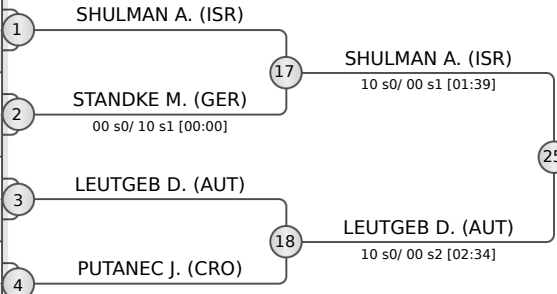 SHULMAN A. (ISR)
1
17
SHULMAN A. (ISR)
10 s0/ 00 s1 [01:39]
STANDKE M. (GER)
2
00 s0/ 10 s1 [00:00]
25
LEUTGEB D. (AUT)
3
18
LEUTGEB D. (AUT)
10 s0/ 00 s2 [02:34]
PUTANEC J. (CRO)
4